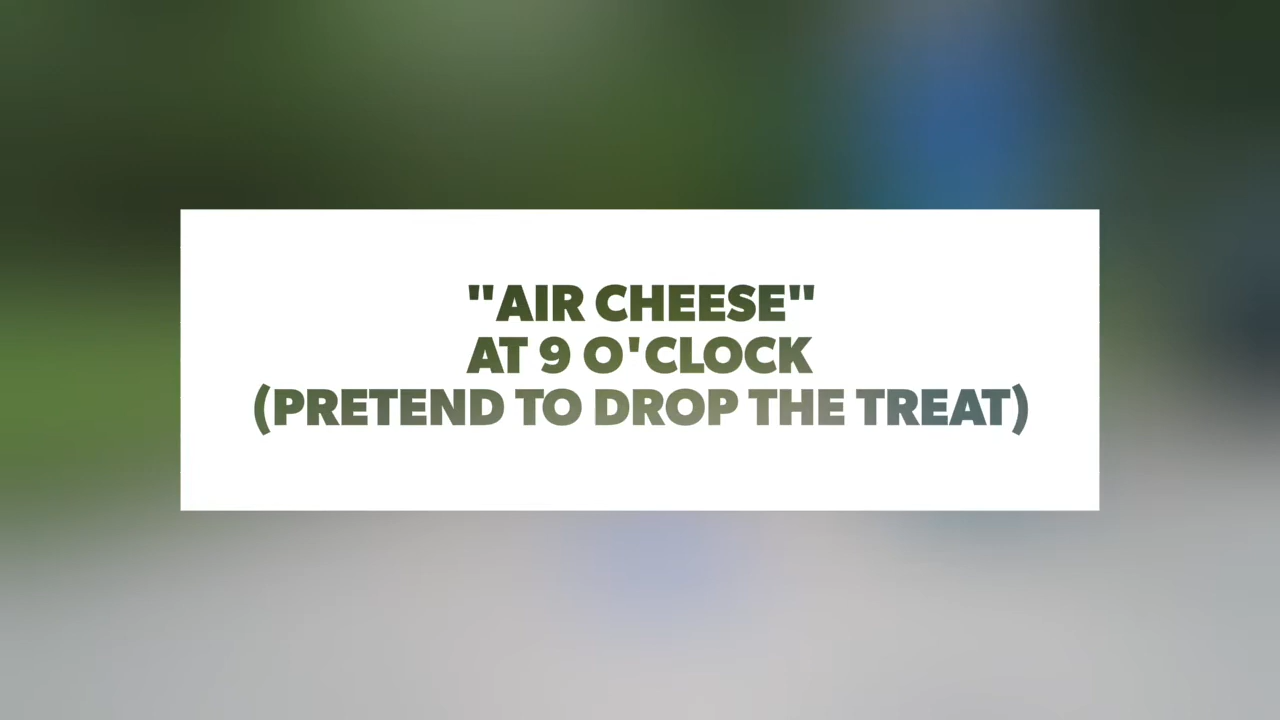 "AIR CHEESE"
AT 9 O'CLOCK
(PRETEND TO DROP THE TREAT)